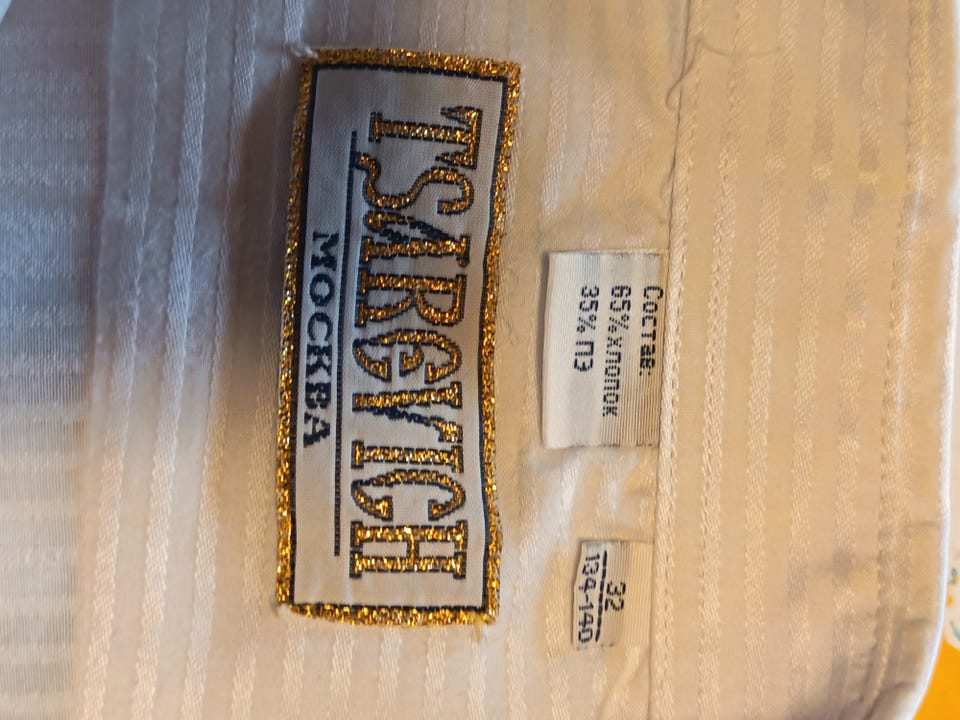 TSARevICH
МОСКВА
Состав:
65%хлопок
35% пэ
32
134-140